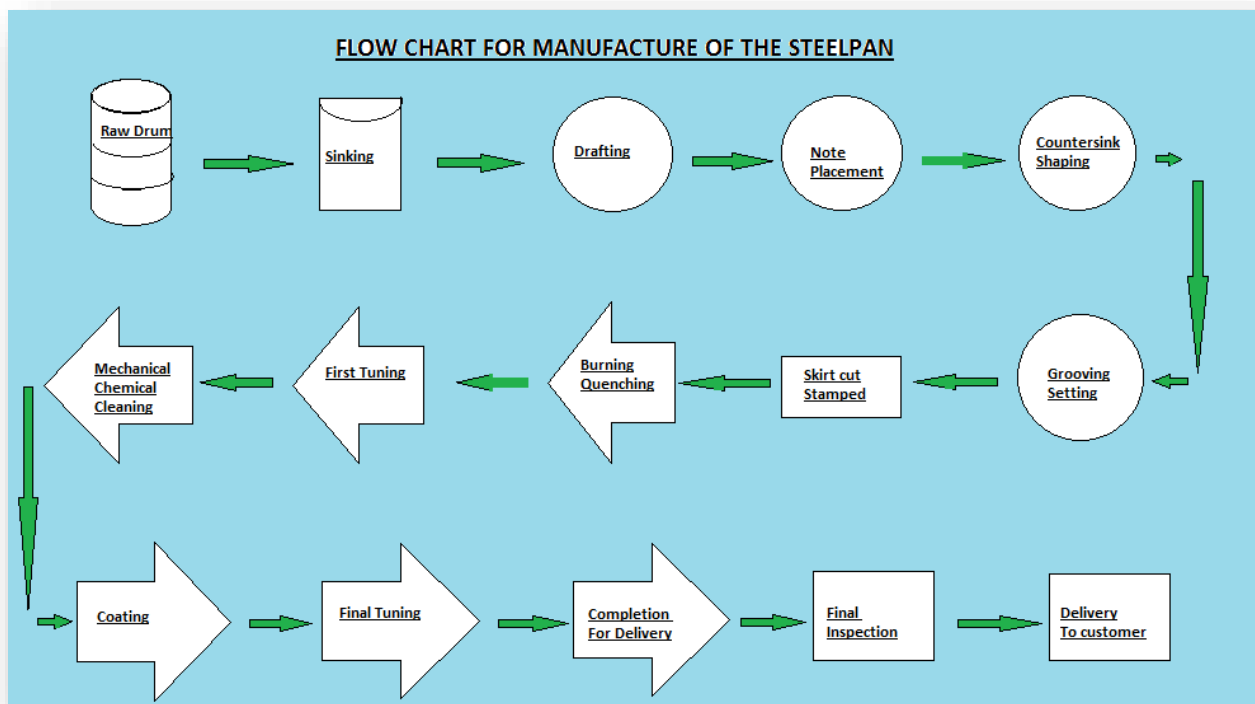 FLOW CHART FOR MANUFACTURE OF THE STEELPAN
Raw Drum
Sinking
Drafting
Note
Placement
Countersink
Shaping
Grooving
Setting
Skirt cut
Stamped
Burning
Quenching
First Tuning
Mechanical
Chemical
Cleaning
Coating
Final Tuning
Completion
For Delivery
Final
Inspection
Delivery
To customer